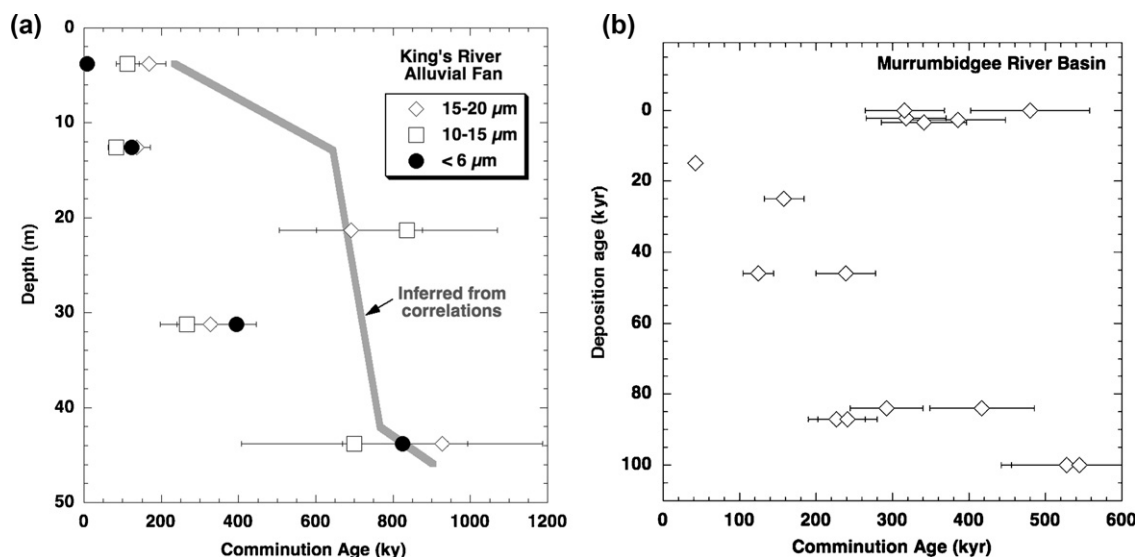 (a)
0
10
20
30
40
50
Depth (m)
King's River
Alluvial Fan
15-20 µm
10-15 µm
< 6 µm
Inferred from
correlations
0 200 400 600 800 1000 1200
Comminution Age (ky)
(b)
Murrumbidgee River Basin
0
20
40
60
80
100
Deposition age (kyr)
0 100 200 300 400 500 600
Comminution Age (kyr)